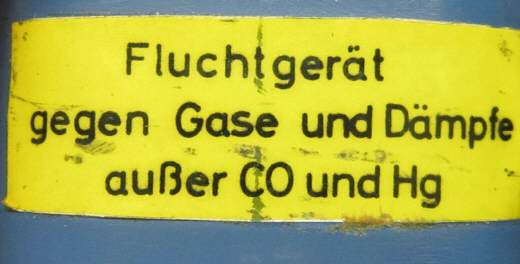 Fluchtgerät
gegen Gase und Dämpfe
außer CO und Hg